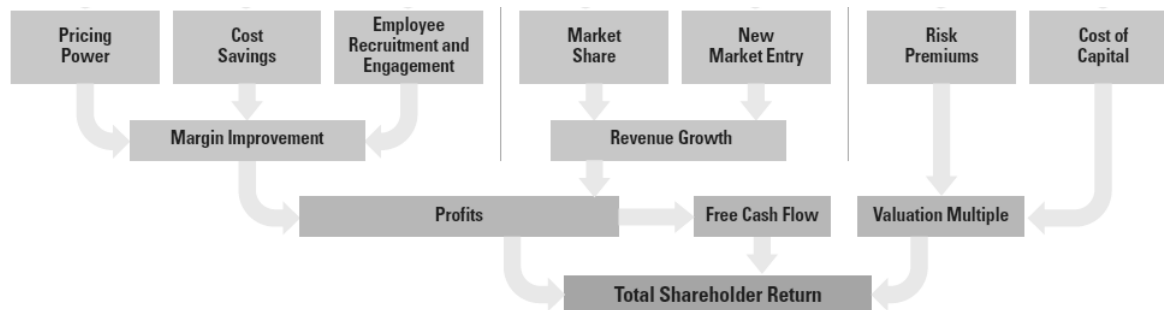 Pricing
Power
Cost
Savings
Employee
Recruitment and
Engagement
Market
Share
New
Market Entry
Risk
Premiums
Cost of
Capital
Margin Improvement
Revenue Growth
Profits
Free Cash Flow
Valuation Multiple
Total Shareholder Return